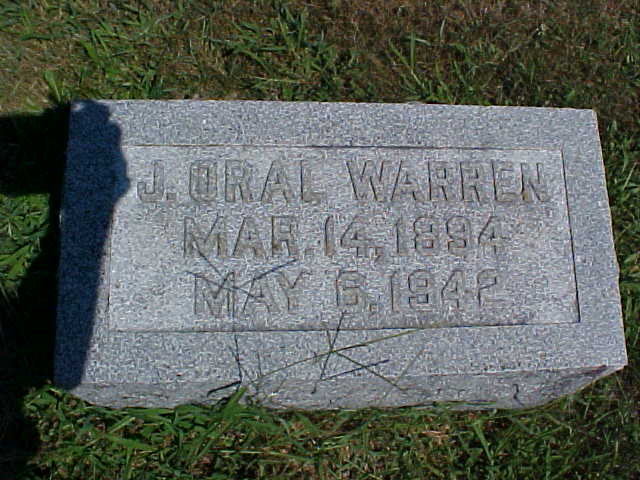 J. ORAL WARREN
MAR. 14, 1894
MAY 6, 1942